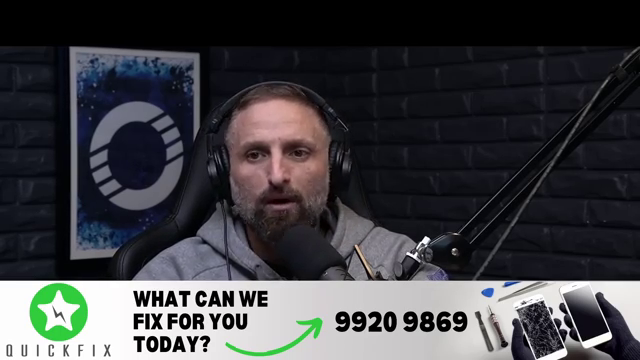 WHAT CAN WE
FIX FOR YOU
TODAY?
9920 9869
QUICKFIX